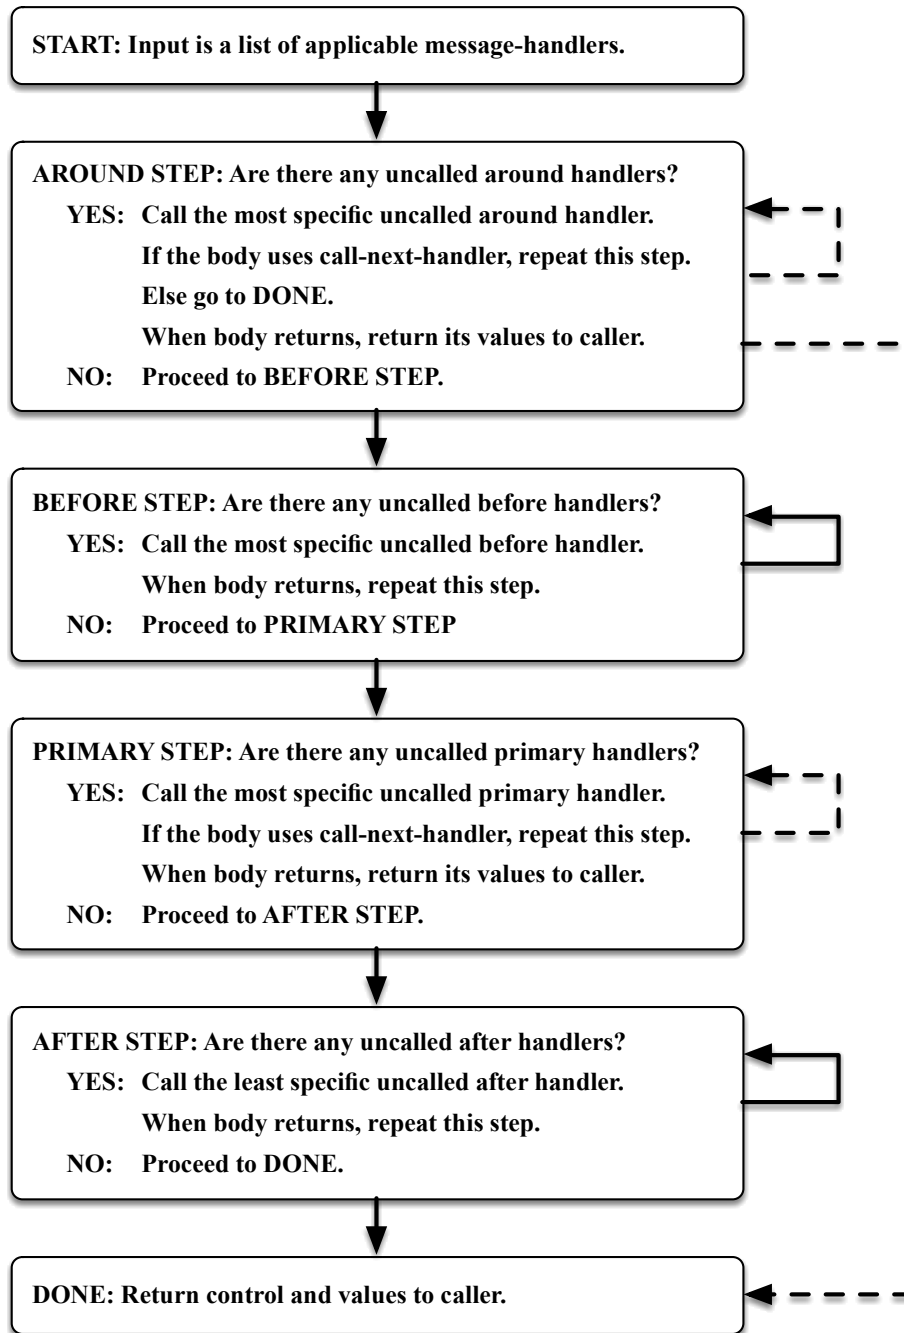 START: Input is a list of applicable message-handlers.
AROUND STEP: Are there any uncalled around handlers?
YES: Call the most specific uncalled around handler.
If the body uses call-next-handler, repeat this step.
Else go to DONE.
When body returns, return its values to caller.
NO: Proceed to BEFORE STEP.
BEFORE STEP: Are there any uncalled before handlers?
YES: Call the most specific uncalled before handler.
When body returns, repeat this step.
NO: Proceed to PRIMARY STEP
PRIMARY STEP: Are there any uncalled primary handlers?
YES: Call the most specific uncalled primary handler.
If the body uses call-next-handler, repeat this step.
When body returns, return its values to caller.
NO: Proceed to AFTER STEP.
AFTER STEP: Are there any uncalled after handlers?
YES: Call the least specific uncalled after handler.
When body returns, repeat this step.
NO: Proceed to DONE.
DONE: Return control and values to caller.